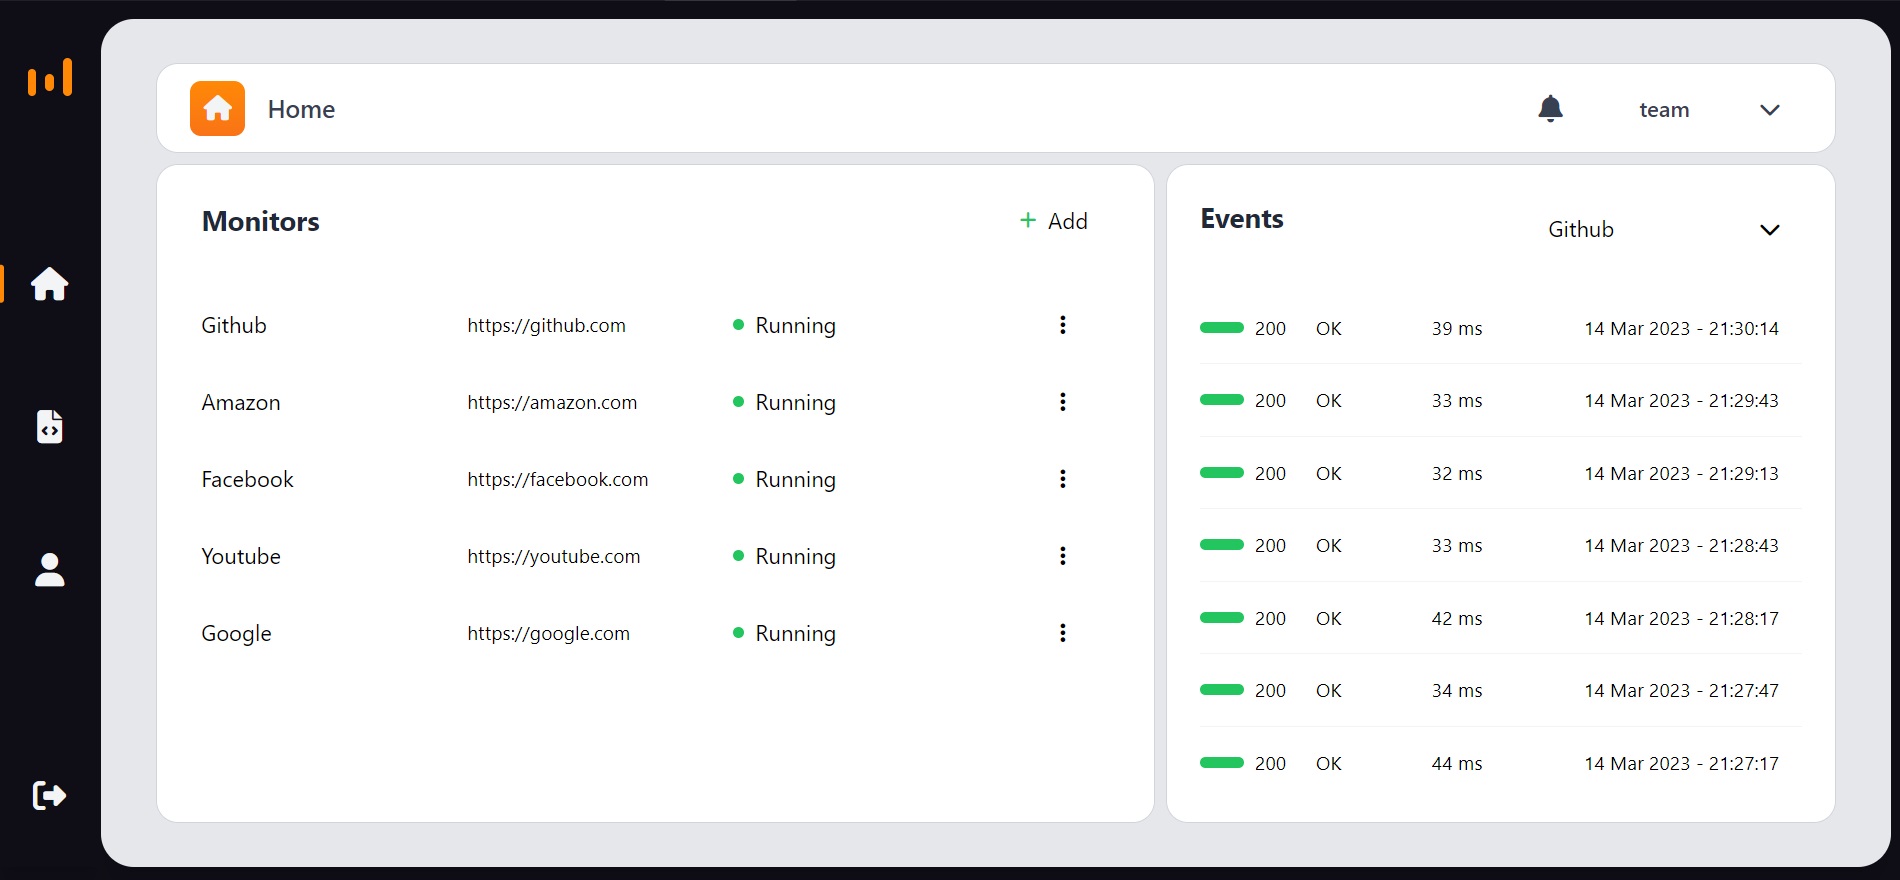 Home
team
Monitors
+ Add
Github https://github.com Running
Amazon https://amazon.com Running
Facebook https://facebook.com Running
Youtube https://youtube.com Running
Google https://google.com Running
Events
Github
200 OK 39 ms 14 Mar 2023 - 21:30:14
200 OK 33 ms 14 Mar 2023 - 21:29:43
200 OK 32 ms 14 Mar 2023 - 21:29:13
200 OK 33 ms 14 Mar 2023 - 21:28:43
200 OK 42 ms 14 Mar 2023 - 21:28:17
200 OK 34 ms 14 Mar 2023 - 21:27:47
200 OK 44 ms 14 Mar 2023 - 21:27:17